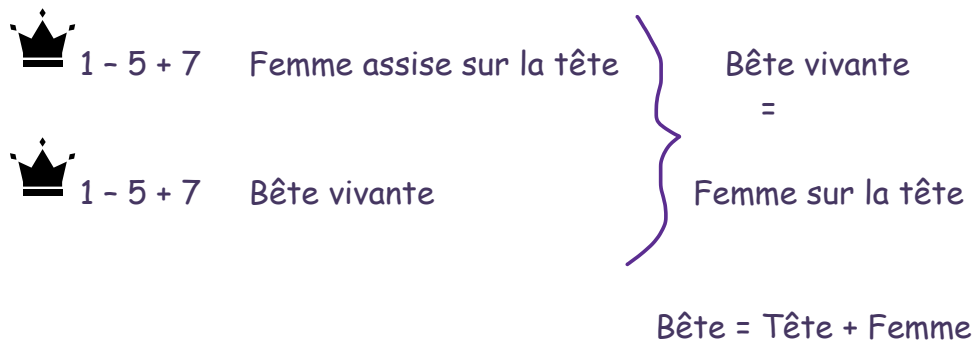 1 – 5 + 7 Femme assise sur la tête
Bête vivante
=
1 – 5 + 7 Bête vivante
Femme sur la tête
Bête = Tête + Femme